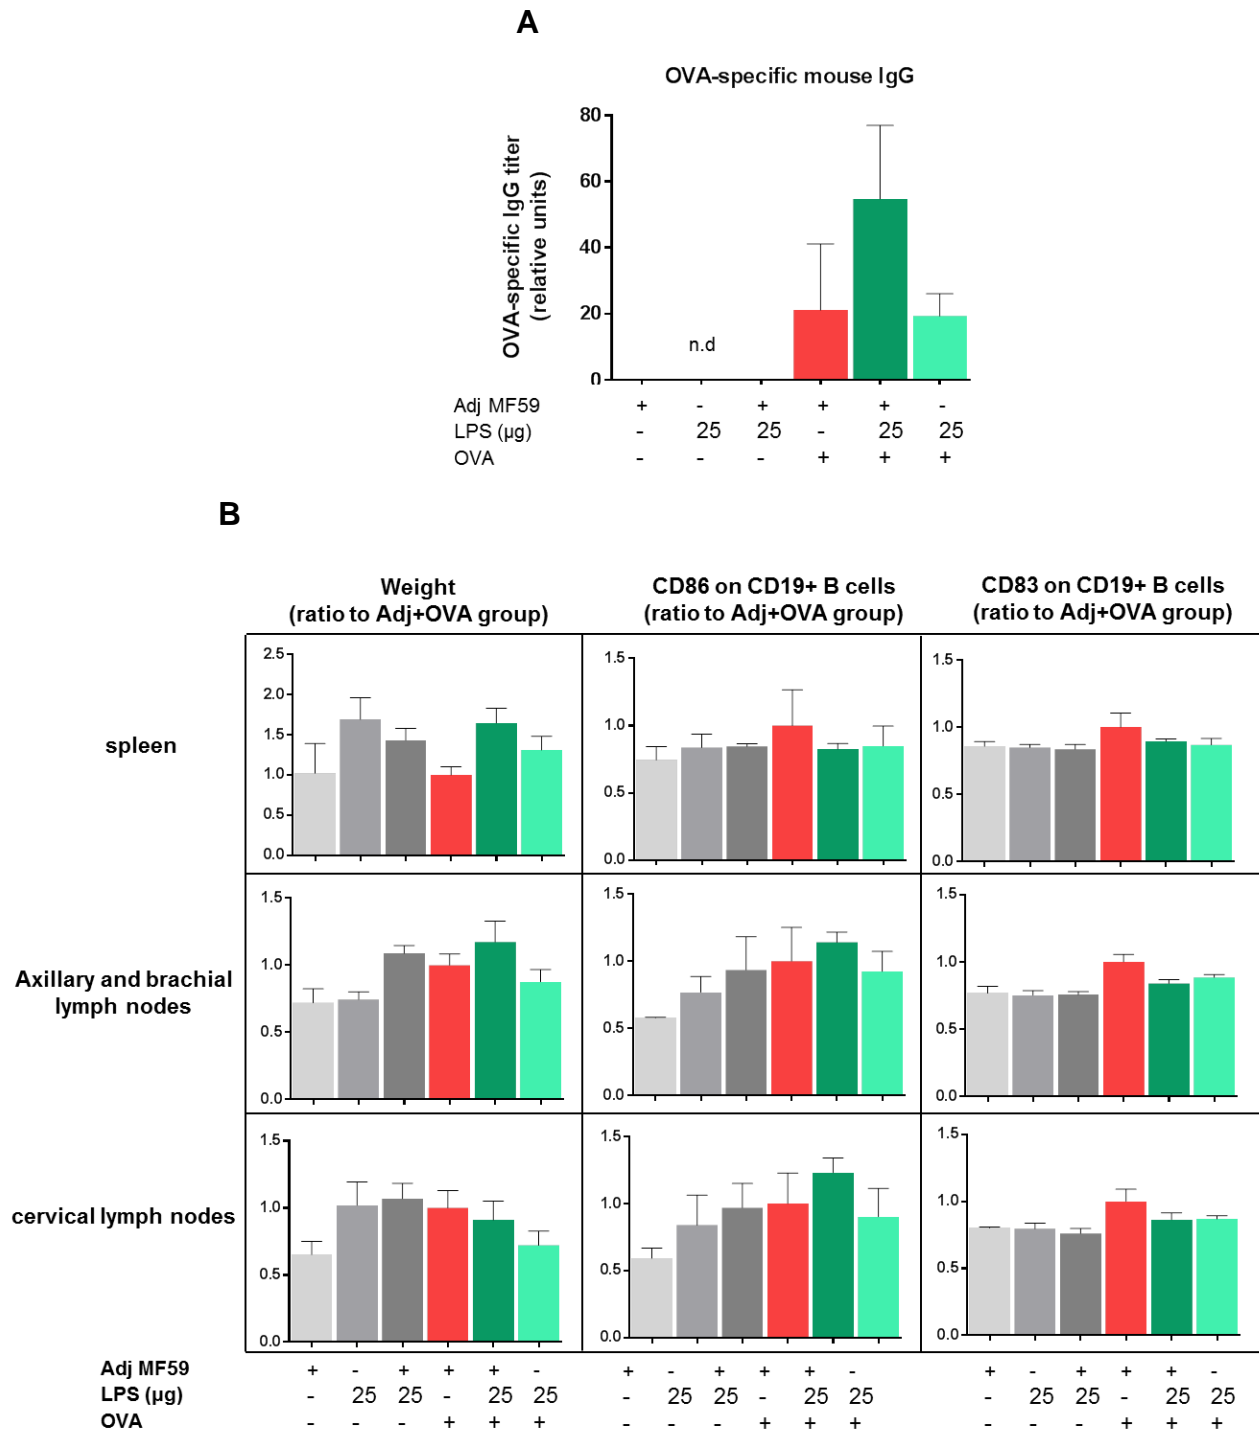 A
OVA-specific mouse IgG
OVA-specific IgG titer
(relative units)
80
60
40
20
0
n.d
Adj MF59 + - + + + -
LPS (µg) - 25 25 - 25 25
OVA - - - + + +
B
Weight
(ratio to Adj+OVA group)
CD86 on CD19+ B cells
(ratio to Adj+OVA group)
CD83 on CD19+ B cells
(ratio to Adj+OVA group)
spleen
2.5
2.0
1.5
1.0
0.5
0.0
1.5
1.0
0.5
0.0
1.5
1.0
0.5
0.0
Axillary and brachial
lymph nodes
1.5
1.0
0.5
0.0
1.5
1.0
0.5
0.0
1.5
1.0
0.5
0.0
cervical lymph nodes
1.5
1.0
0.5
0.0
1.5
1.0
0.5
0.0
1.5
1.0
0.5
0.0
Adj MF59 + - + + + - + - + + + - + - + + + -
LPS (µg) - 25 25 - 25 25 - 25 25 - 25 25 - 25 25 - 25 25
OVA - - - + + + - - - + + + - - - + + +